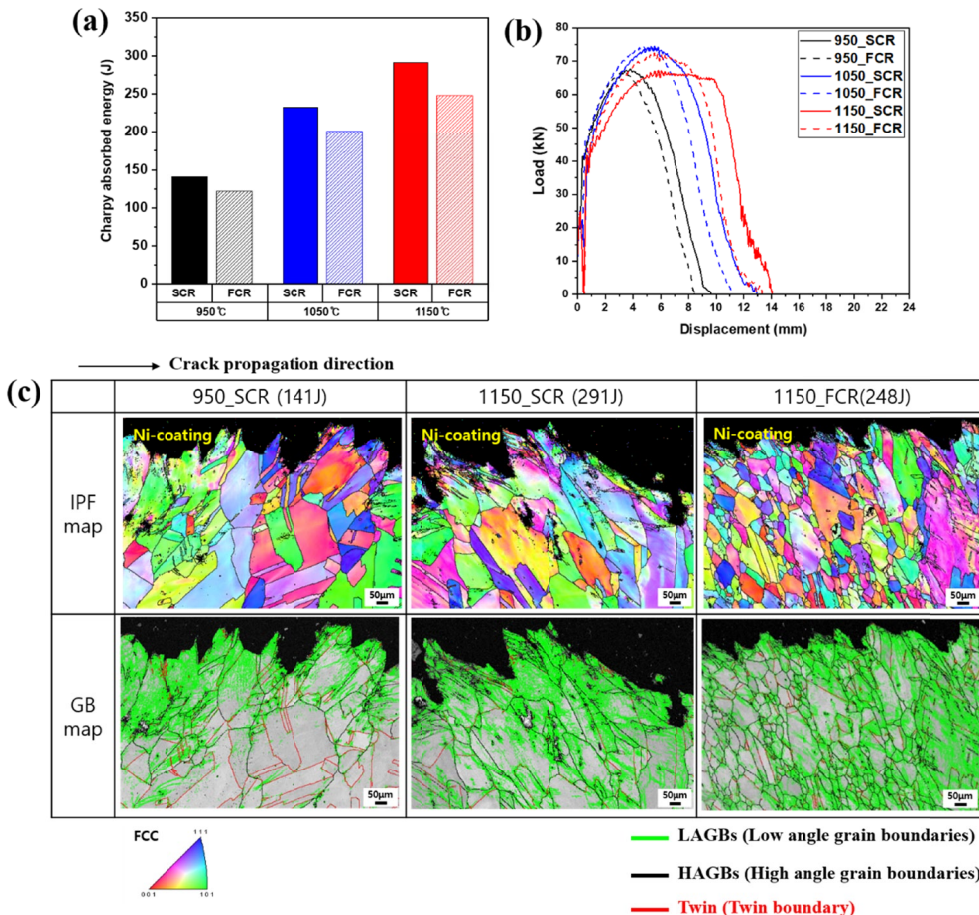 (a)
Charpy absorbed energy (J)
350
300
250
200
150
100
50
0
SCR FCR SCR FCR SCR FCR
950℃ 1050℃ 1150℃
(b)
Load (kN)
80
70
60
50
40
30
20
10
0
0 2 4 6 8 10 12 14 16 18 20 22 24
Displacement (mm)
950_SCR
950_FCR
1050_SCR
1050_FCR
1150_SCR
1150_FCR
Crack propagation direction
(c)
950_SCR (141J) 1150_SCR (291J) 1150_FCR(248J)
IPF
map
Ni-coating Ni-coating Ni-coating
50μm 50μm 50μm
GB
map
50μm 50μm 50μm
FCC
111
001 101
LAGBs (Low angle grain boundaries)
HAGBs (High angle grain boundaries)
Twin (Twin boundary)